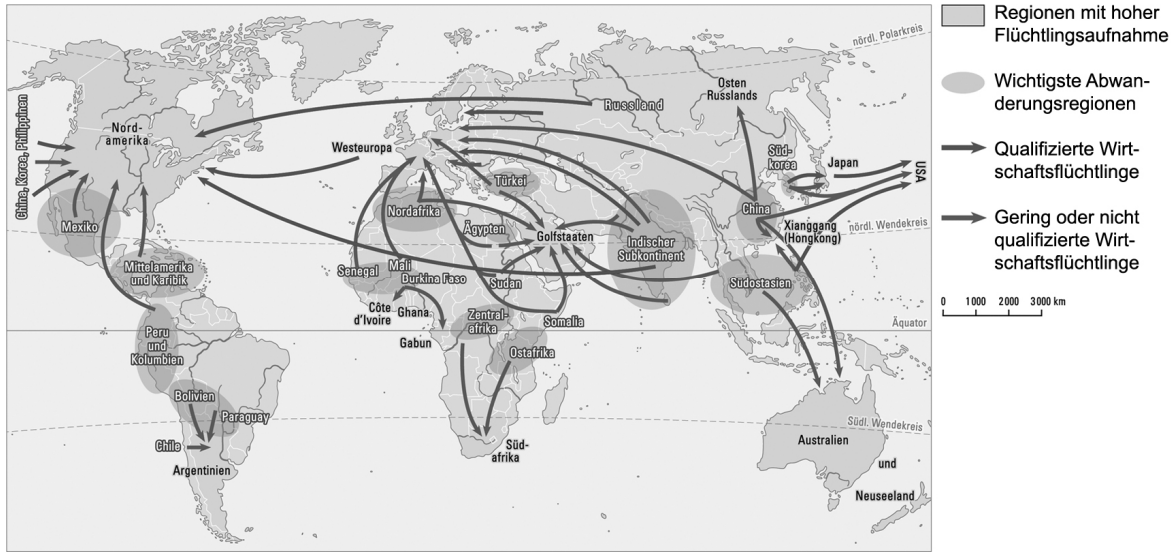 nördl. Polarkreis
Osten
Russlands
Russland
Nord-
amerika
China, Korea, Philippinen
Westeuropa
Süd-
korea
Japan
USA
Türkei
Nordafrika
China
Mexiko
Ägypten
Golfstaaten
Xianggang
(Hongkong)
nördl. Wendekreis
Indischer
Subkontinent
Mittelamerika
und Karibik
Senegal
Mali
Burkina Faso
Sudan
Südostasien
Côte
d'Ivoire
Ghana
Zentral-
afrika
Somalia
Äquator
Gabun
Peru
und
Kolumbien
Ostafrika
Bolivien
Paraguay
Südl. Wendekreis
Chile
Süd-
afrika
Australien
und
Neuseeland
Argentinien
Regionen mit hoher
Flüchtlingsaufnahme
Wichtigste Abwan-
derungsregionen
Qualifizierte Wirt-
schaftsflüchtlinge
Gering oder nicht
qualifizierte Wirt-
schaftsflüchtlinge
0 1000 2000 3000 km